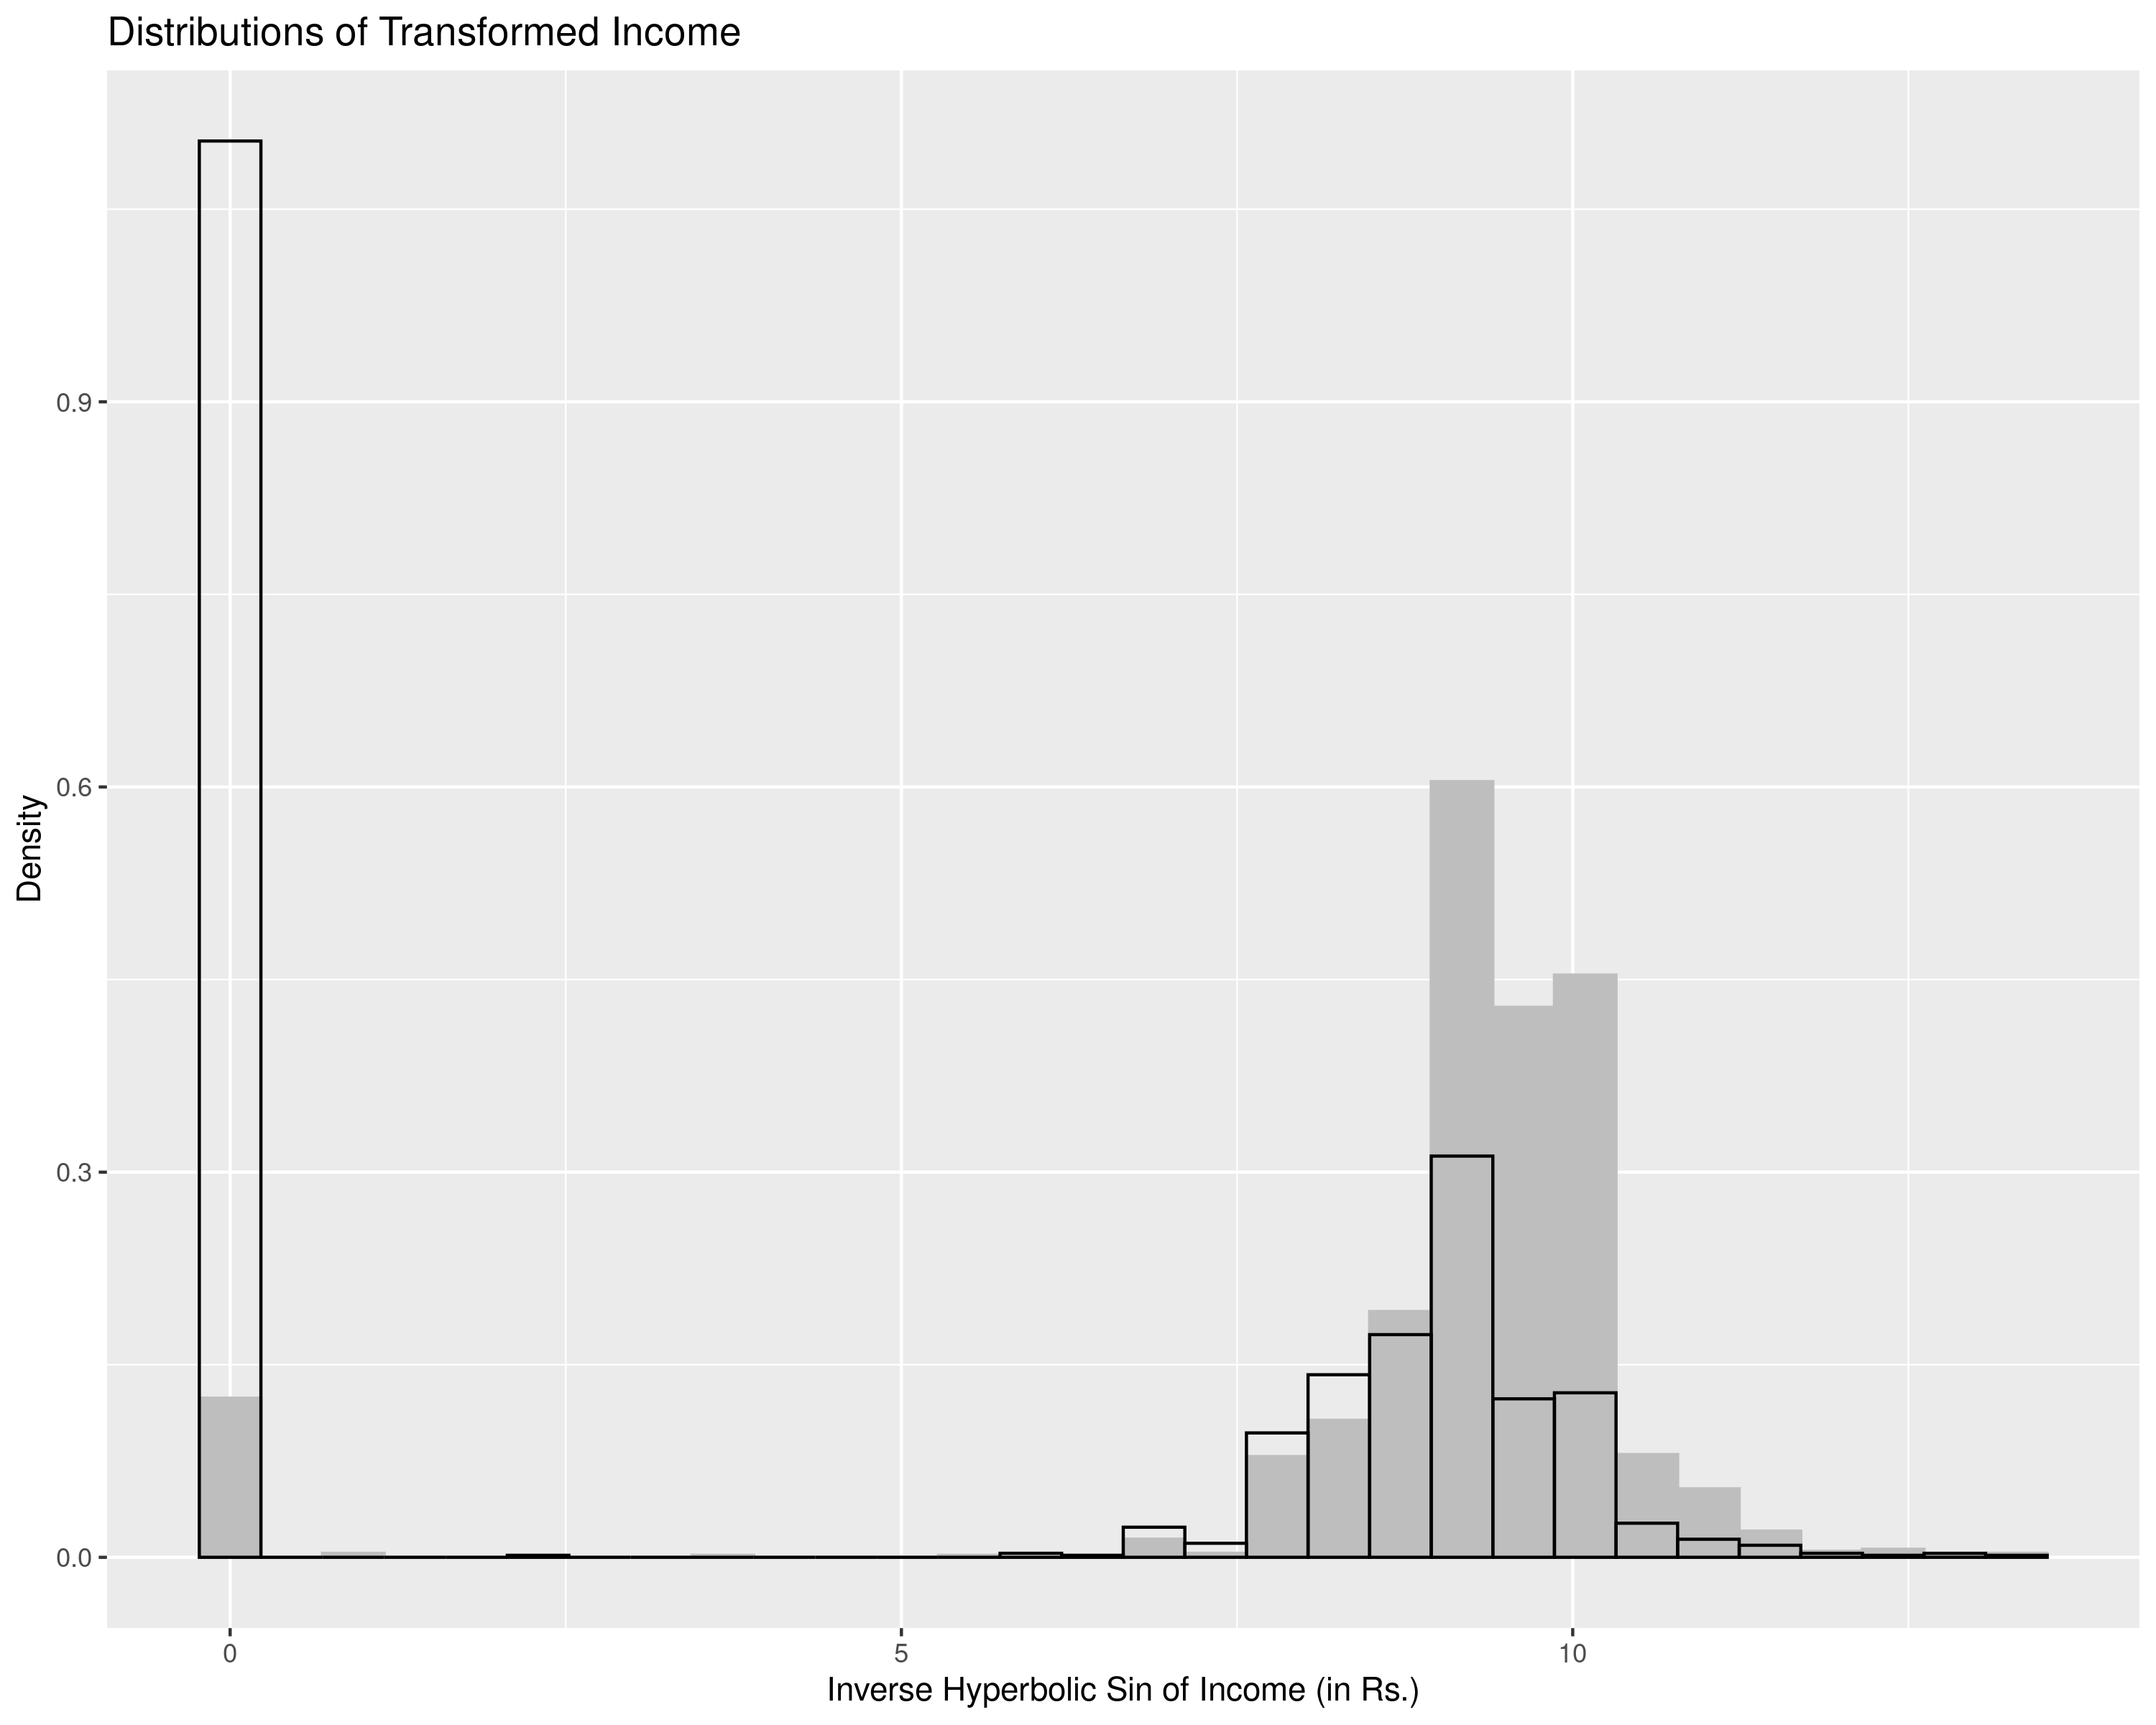 Distributions of Transformed Income
Density
0.9
0.6
0.3
0.0
0
5
10
Inverse Hyperbolic Sin of Income (in Rs.)